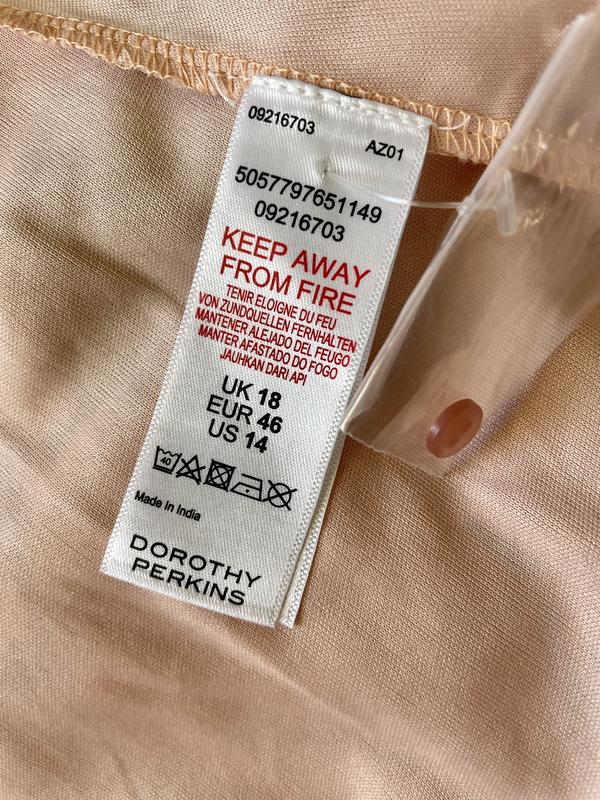 09216703
AZ01
5057797651149
09216703
KEEP AWAY
FROM FIRE
TENIR ELOIGNE DU FEU
VON ZUNDQUELLEN FERNHALTEN
MANTENER ALEJADO DEL FEUGO
MANTER AFASTADO DO FOGO
JAUHKAN DARI API
UK 18
EUR 46
US 14
40
Made in India
DOROTHY
PERKINS